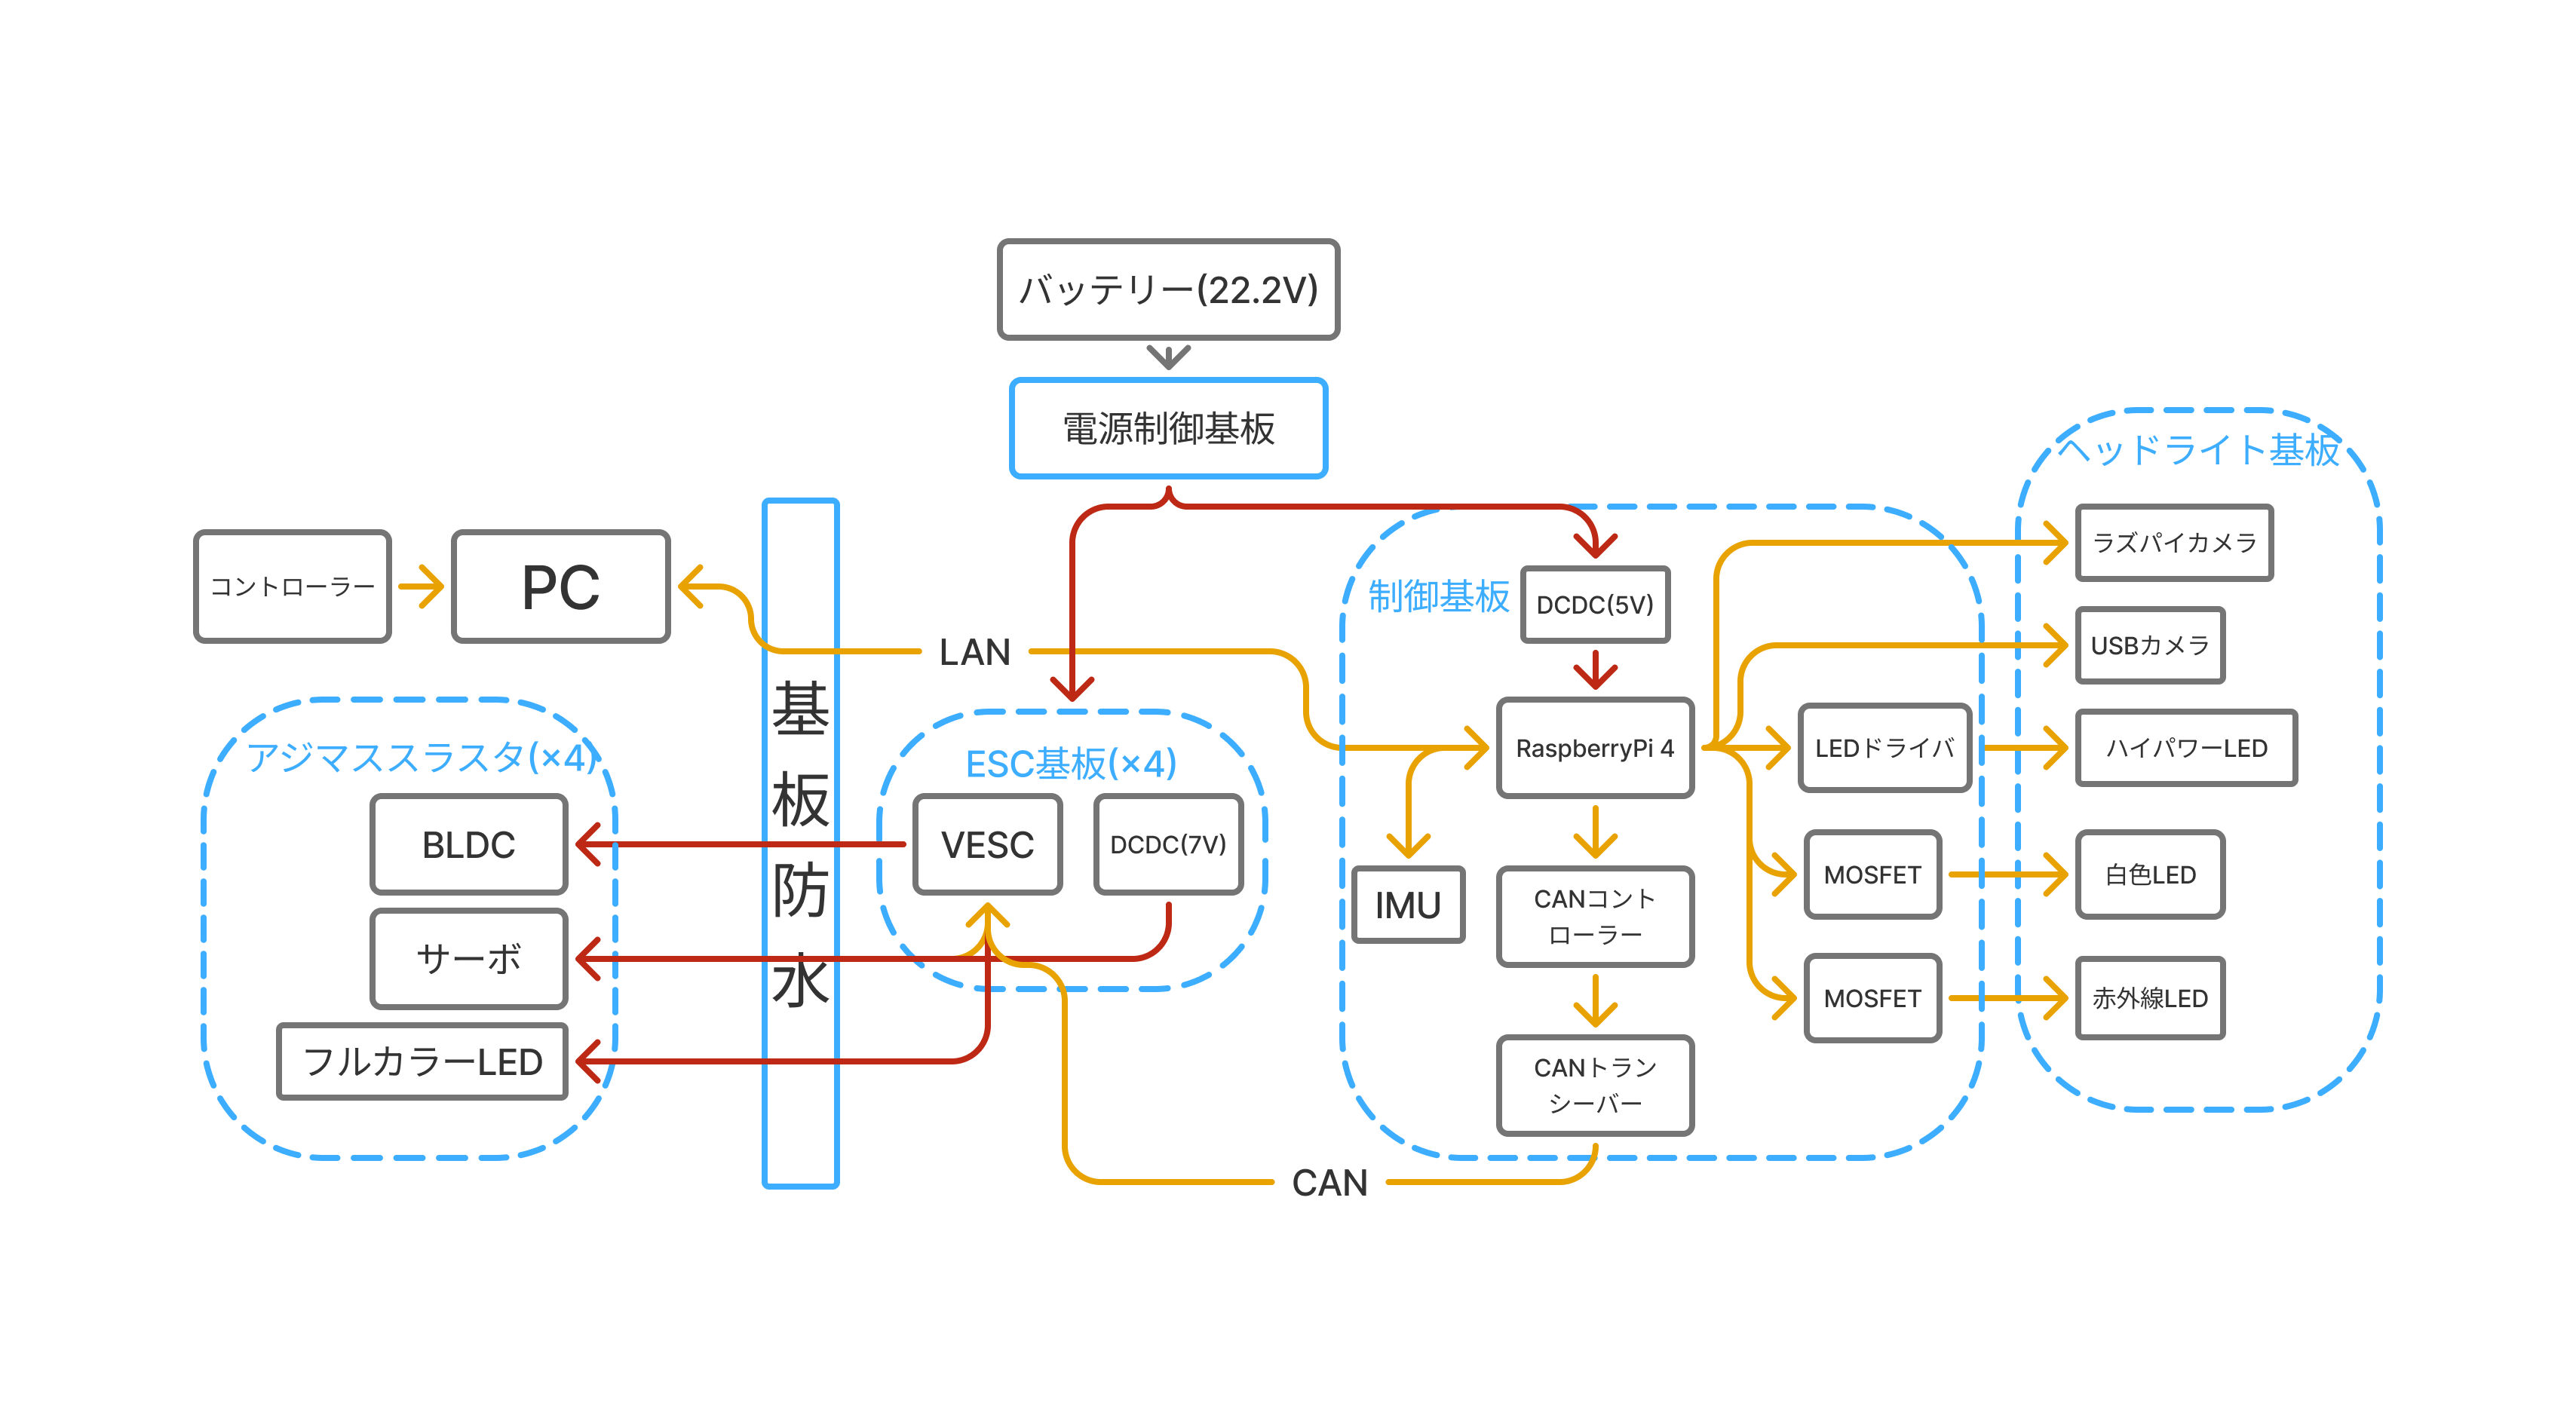 バッテリー(22.2V)
電源制御基板
コントローラー
PC
基
板
防
水
LAN
アジマススラスタ(×4)
BLDC
サーボ
フルカラーLED
ESC基板(×4)
VESC
DCDC(7V)
制御基板
DCDC(5V)
RaspberryPi 4
IMU
CANコント
ローラー
CANトラン
シーバー
CAN
LEDドライバ
MOSFET
MOSFET
ヘッドライト基板
ラズパイカメラ
USBカメラ
ハイパワーLED
白色LED
赤外線LED